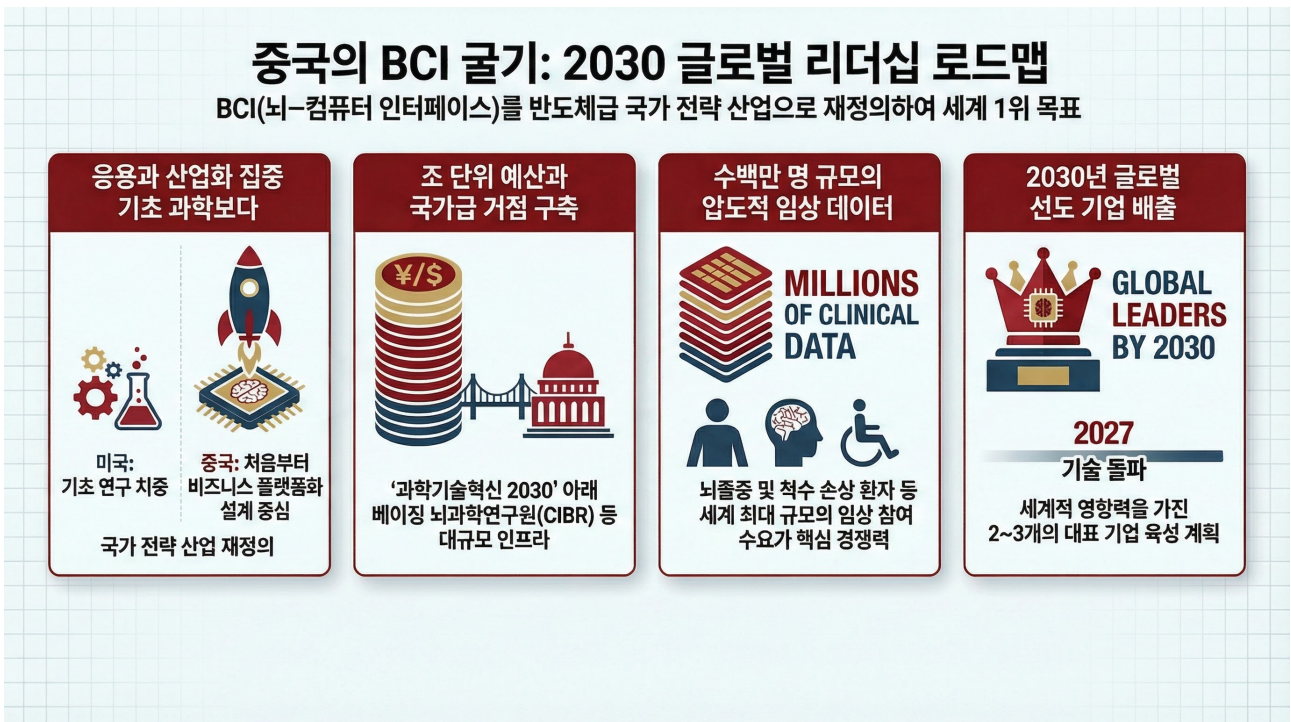 중국의 BCI 굴기: 2030 글로벌 리더십 로드맵
BCI(뇌–컴퓨터 인터페이스)를 반도체급 국가 전략 산업으로 재정의하여 세계 1위 목표
응용과 산업화 집중
기초 과학보다
미국:
기초 연구 치중
중국: 처음부터
비즈니스 플랫폼화
설계 중심
국가 전략 산업 재정의
조 단위 예산과
국가급 거점 구축
¥/$
‘과학기술혁신 2030’ 아래
베이징 뇌과학연구원(CIBR) 등
대규모 인프라
수백만 명 규모의
압도적 임상 데이터
MILLIONS
OF CLINICAL
DATA
뇌졸중 및 척수 손상 환자 등
세계 최대 규모의 임상 참여
수요가 핵심 경쟁력
2030년 글로벌
선도 기업 배출
GLOBAL
LEADERS
BY 2030
2027
기술 돌파
세계적 영향력을 가진
2~3개의 대표 기업 육성 계획